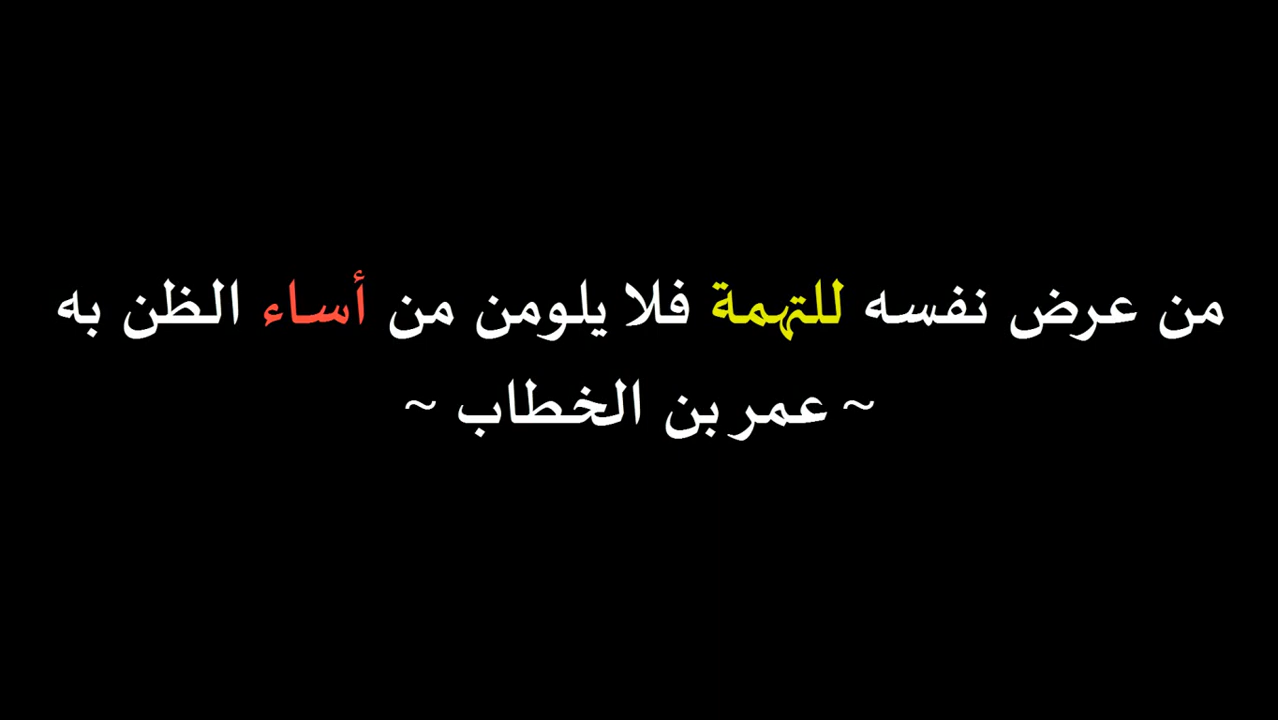 من عرض نفسه للتهمة فلا يلومن من أساء الظن به
~ عمر بن الخطاب ~